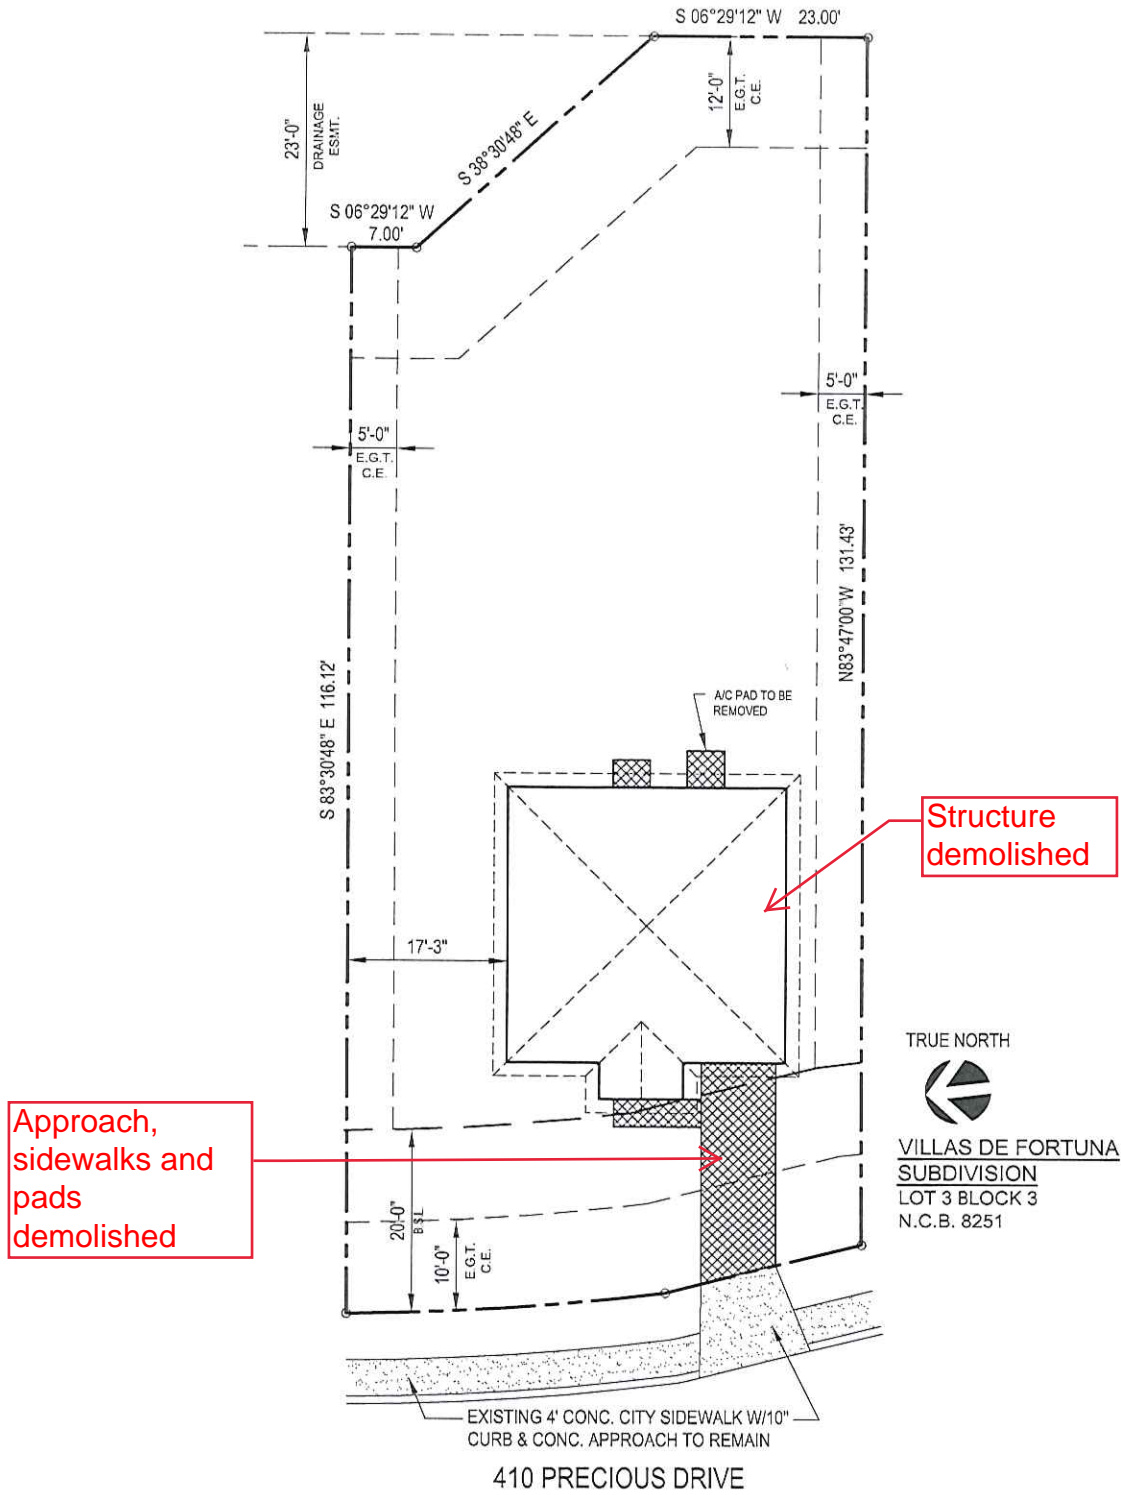 S 06°29'12" W 23.00'
12'-0"
E.G.T.
C.E.
23'-0"
DRAINAGE
ESMT.
S 38°30'48" E
S 06°29'12" W
7.00'
5'-0"
E.G.T.
C.E.
5'-0"
E.G.T.
C.E.
N83°47'00"W 131.43'
S 83°30'48" E 116.12'
A/C PAD TO BE
REMOVED
Structure
demolished
17'-3"
TRUE NORTH
Approach,
sidewalks and
pads
demolished
VILLAS DE FORTUNA
SUBDIVISION
LOT 3 BLOCK 3
N.C.B. 8251
20'-0"
B.S.L.
10'-0"
E.G.T.
C.E.
EXISTING 4' CONC. CITY SIDEWALK W/10"
CURB & CONC. APPROACH TO REMAIN
410 PRECIOUS DRIVE